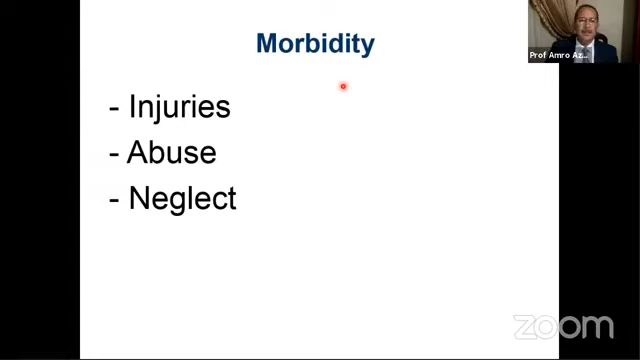 Morbidity
Prof Amro Az...
- Injuries
- Abuse
- Neglect
zoom